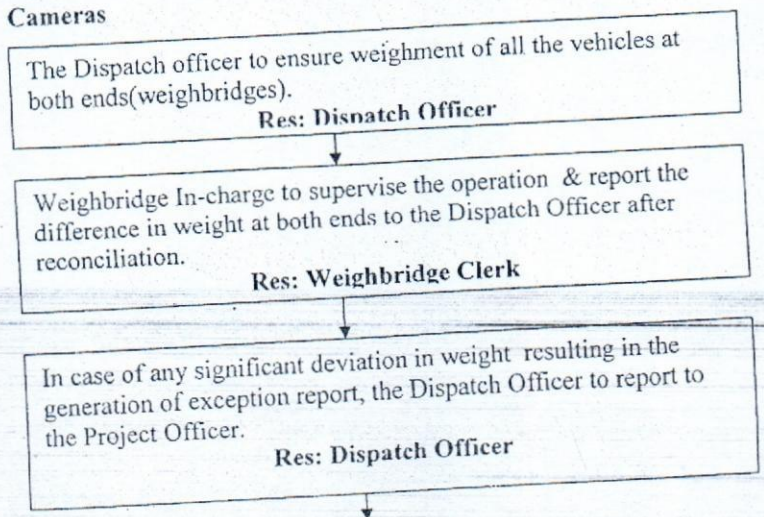 Cameras
The Dispatch officer to ensure weighment of all the vehicles at
both ends(weighbridges).
Res: Disnatch Officer
Weighbridge In-charge to supervise the operation & report the
difference in weight at both ends to the Dispatch Officer after
reconciliation.
Res: Weighbridge Clerk
In case of any significant deviation in weight resulting in the
generation of exception report, the Dispatch Officer to report to
the Project Officer.
Res: Dispatch Officer